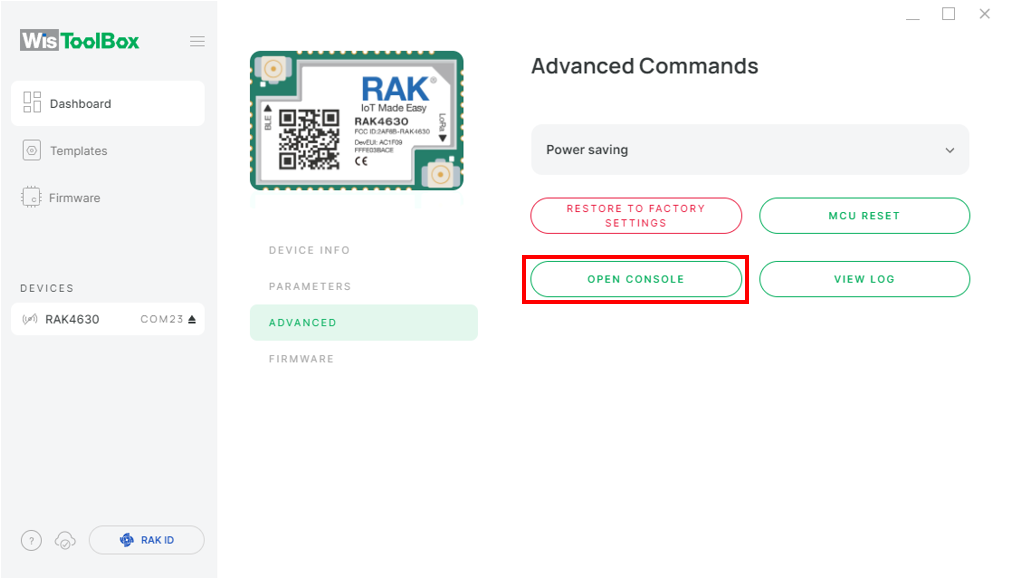 WisToolBox
Dashboard
Templates
Firmware
DEVICES
RAK4630 COM23
?
RAK ID
RAK®
IoT Made Easy
RAK4630
FCC ID:2AF6B-RAK4630
DevEUI: AC1F09
FFFE03BACE
CE
BLE
LoRa
DEVICE INFO
PARAMETERS
ADVANCED
FIRMWARE
Advanced Commands
Power saving
RESTORE TO FACTORY
SETTINGS
MCU RESET
OPEN CONSOLE
VIEW LOG